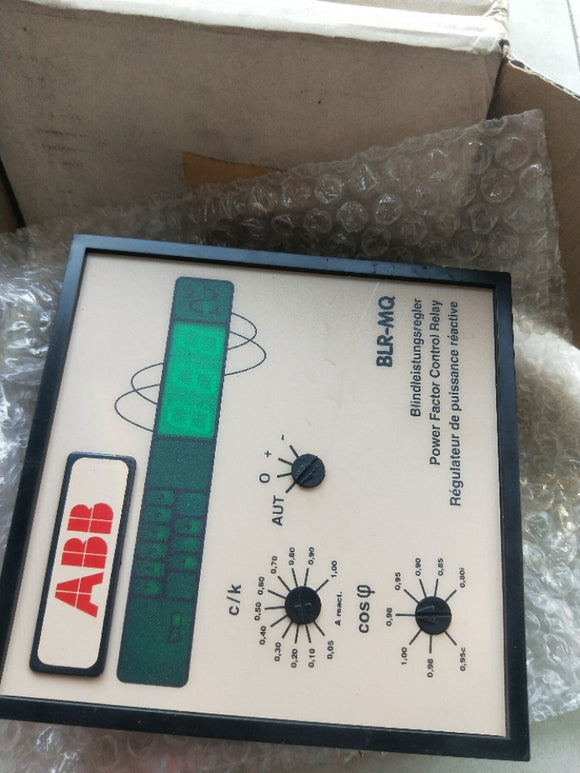 ABB
BLR-MQ
Blindleistungsregler
Power Factor Control Relay
Régulateur de puissance réactive
AUT O + -
c/k
0,05
0,10
0,20
0,30
0,40
0,50
0,60
0,70
0,80
0,90
1,00
A react.
cosφ
0,95c
0,98
1,00
0,98
0,95
0,90
0,85
0,80i